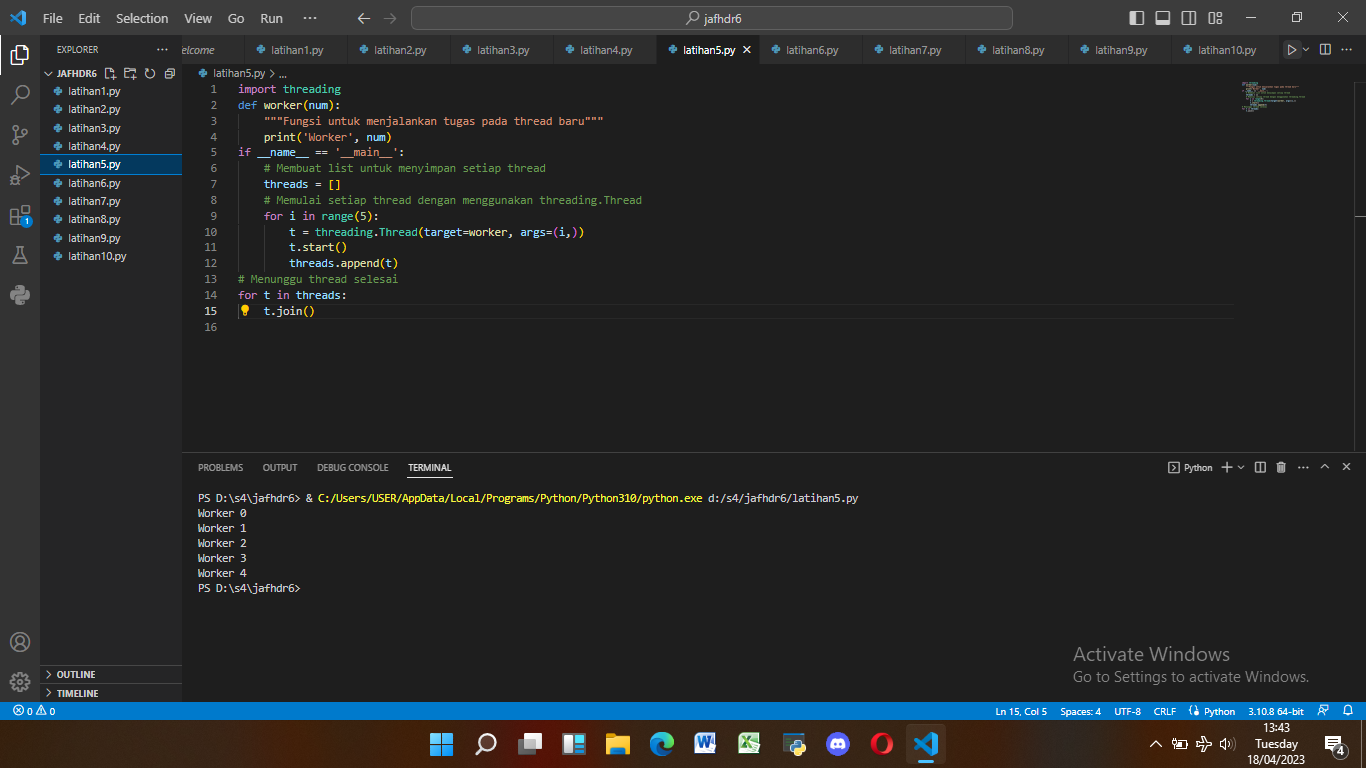 File Edit Selection View Go Run ··· jafhdr6
EXPLORER ···
elcome latihan1.py latihan2.py latihan3.py latihan4.py latihan5.py latihan6.py latihan7.py latihan8.py latihan9.py latihan10.py
JAFHDR6
latihan1.py
latihan2.py
latihan3.py
latihan4.py
latihan5.py
latihan6.py
latihan7.py
latihan8.py
latihan9.py
latihan10.py
OUTLINE
TIMELINE
1
latihan5.py > ...
1 import threading
2 def worker(num):
3     """Fungsi untuk menjalankan tugas pada thread baru"""
4     print('Worker', num)
5 if __name__ == '__main__':
6     # Membuat list untuk menyimpan setiap thread
7     threads = []
8     # Memulai setiap thread dengan menggunakan threading.Thread
9     for i in range(5):
10         t = threading.Thread(target=worker, args=(i,))
11         t.start()
12         threads.append(t)
13 # Menunggu thread selesai
14 for t in threads:
15     t.join()
16
PROBLEMS OUTPUT DEBUG CONSOLE TERMINAL Python
PS D:\s4\jafhdr6> & C:/Users/USER/AppData/Local/Programs/Python/Python310/python.exe d:/s4/jafhdr6/latihan5.py
Worker 0
Worker 1
Worker 2
Worker 3
Worker 4
PS D:\s4\jafhdr6>
Activate Windows
Go to Settings to activate Windows.
0 0 Ln 15, Col 5 Spaces: 4 UTF-8 CRLF Python 3.10.8 64-bit
13:43
Tuesday
18/04/2023
4